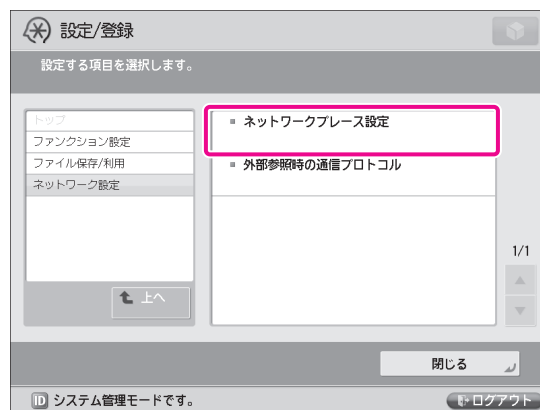 設定/登録
設定する項目を選択します。
トップ
ファンクション設定
ファイル保存/利用
ネットワーク設定
上へ
ネットワークプレース設定
外部参照時の通信プロトコル
1/1
閉じる
ID システム管理モードです。
ログアウト